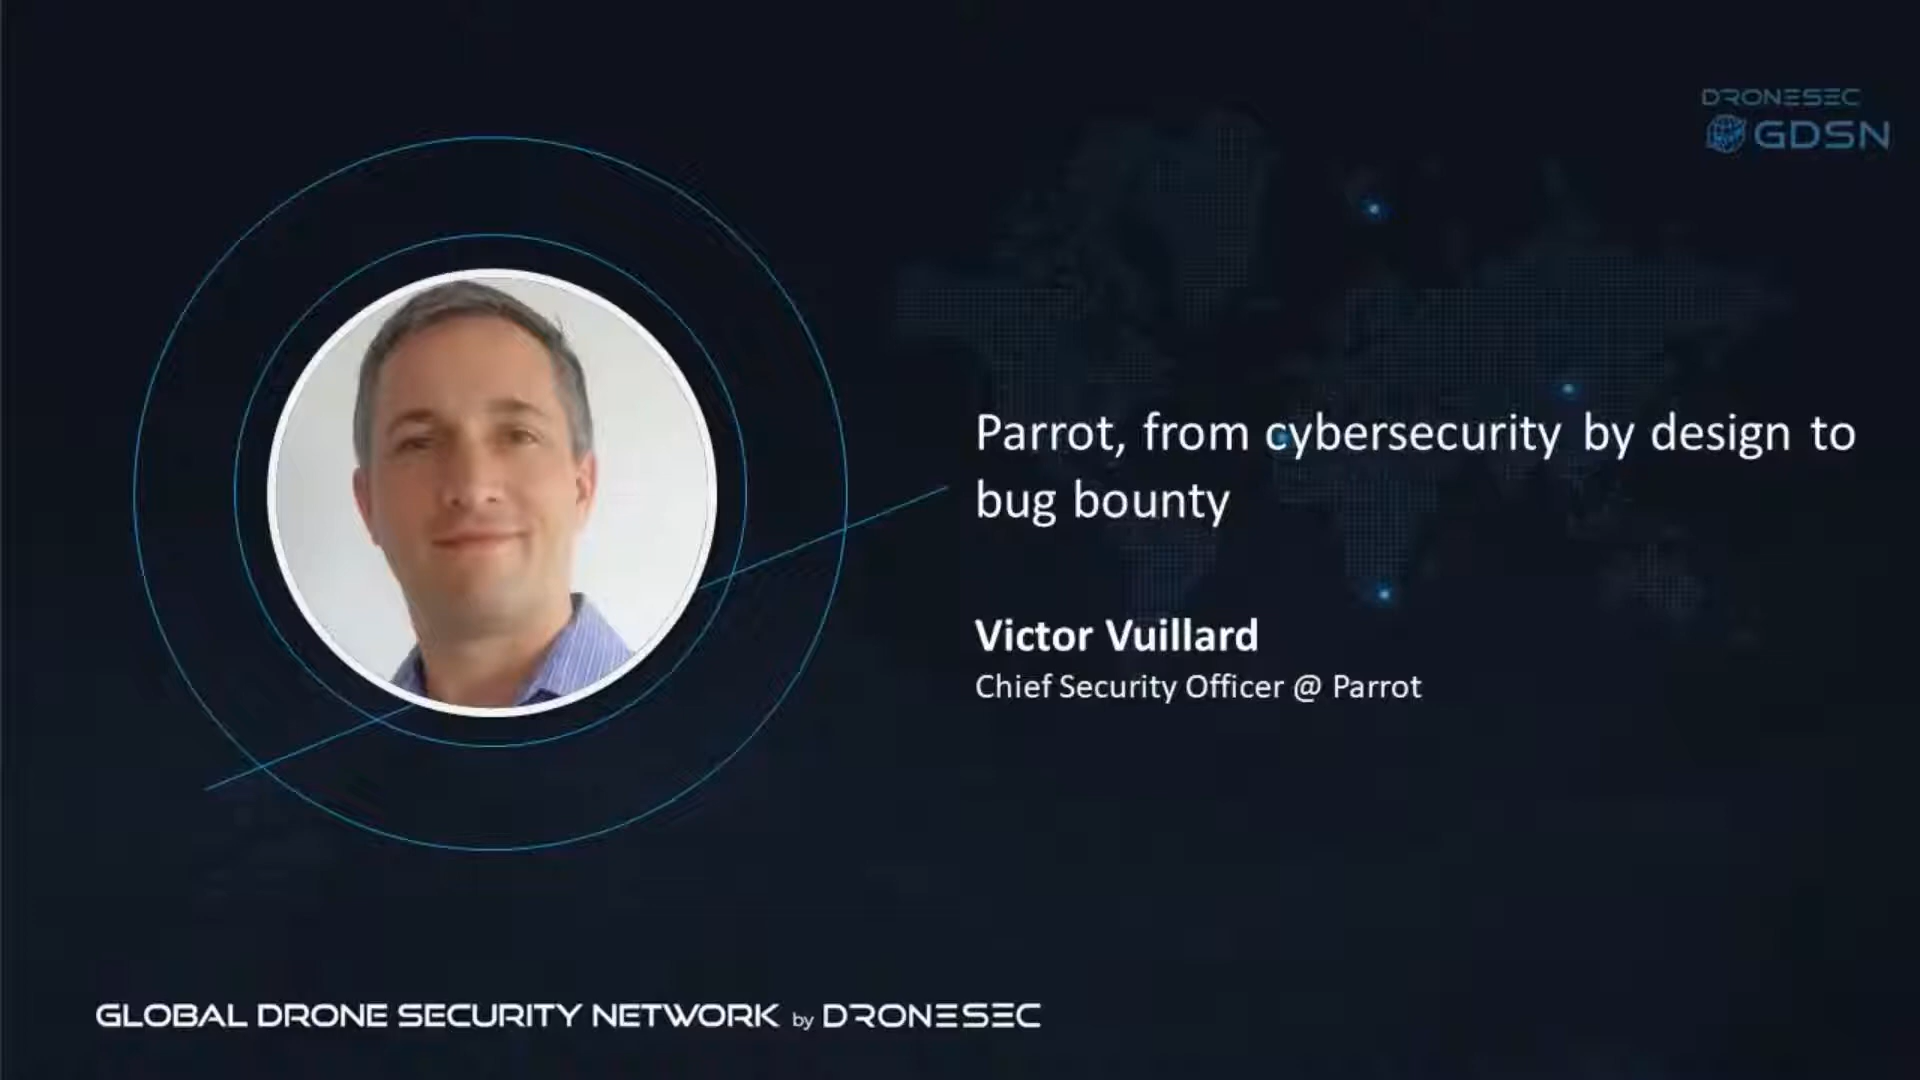 DRONESEC
GDSN
Parrot, from cybersecurity by design to
bug bounty
Victor Vuillard
Chief Security Officer @ Parrot
GLOBAL DRONE SECURITY NETWORK by DRONESEC